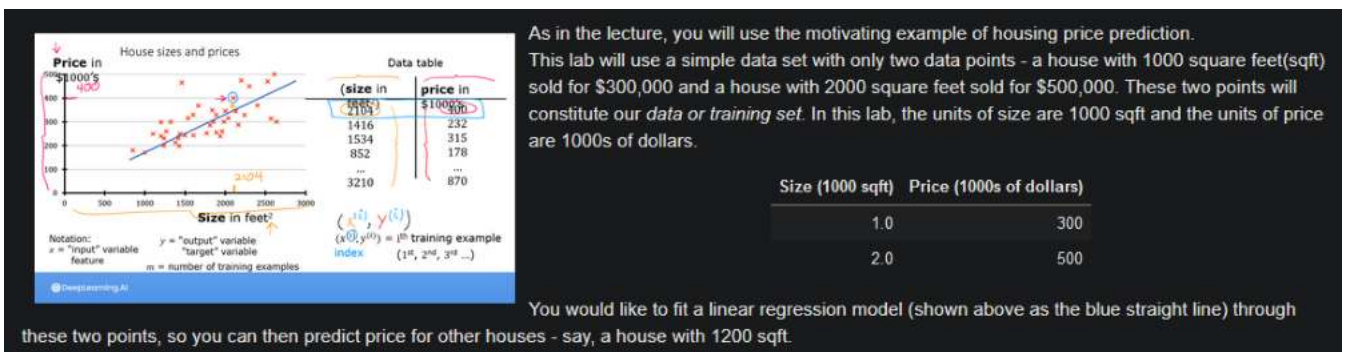 House sizes and prices
Price in
$1000's
400
500
400
300
200
100
0
0 500 1000 1500 2000 2500 3000
2104
Size in feet²
Notation:
x = "input" variable
feature
y = "output" variable
"target" variable
m = number of training examples
Data table
(size in
feet²)
price in
$1000's
2104 400
1416 232
1534 315
852 178
... ...
3210 870
(x⁽ⁱ⁾, y⁽ⁱ⁾)
(x⁽ⁱ⁾, y⁽ⁱ⁾) = iᵗʰ training example
index
(1ˢᵗ, 2ⁿᵈ, 3ʳᵈ ...)
DeepLearning.AI
As in the lecture, you will use the motivating example of housing price prediction.
This lab will use a simple data set with only two data points - a house with 1000 square feet(sqft)
sold for $300,000 and a house with 2000 square feet sold for $500,000. These two points will
constitute our data or training set. In this lab, the units of size are 1000 sqft and the units of price
are 1000s of dollars.
Size (1000 sqft) Price (1000s of dollars)
1.0 300
2.0 500
You would like to fit a linear regression model (shown above as the blue straight line) through
these two points, so you can then predict price for other houses - say, a house with 1200 sqft.